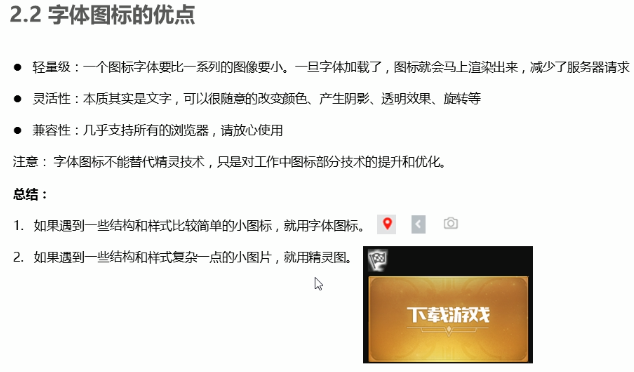 2.2 字体图标的优点
● 轻量级：一个图标字体要比一系列的图像要小。一旦字体加载了，图标就会马上渲染出来，减少了服务器请求
● 灵活性：本质其实是文字，可以很随意的改变颜色、产生阴影、透明效果、旋转等
● 兼容性：几乎支持所有的浏览器，请放心使用
注意： 字体图标不能替代精灵技术，只是对工作中图标部分技术的提升和优化。
总结：
1. 如果遇到一些结构和样式比较简单的小图标，就用字体图标。
2. 如果遇到一些结构和样式复杂一点的小图片，就用精灵图。
下载游戏